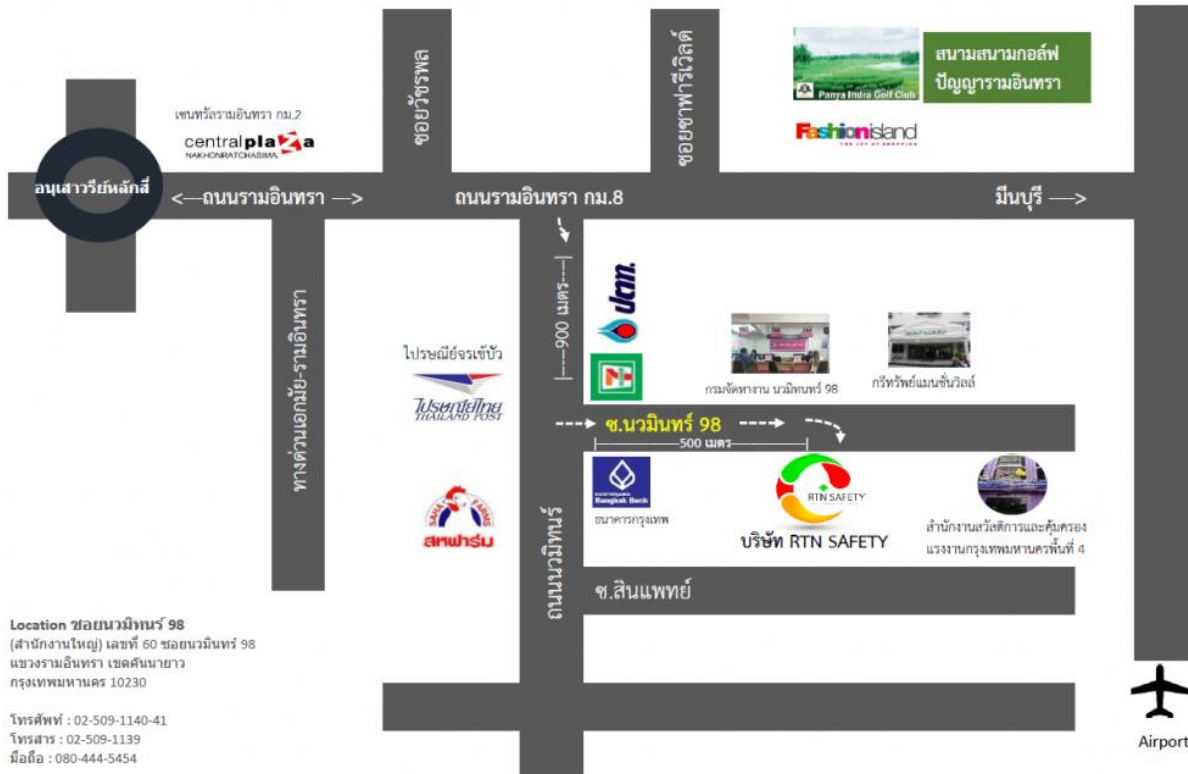 ซอยวัชรพล
ซอยซาฟารีเวิลด์
สนามสนามกอล์ฟ
ปัญญารามอินทรา
Panya Indra Golf Club
เซนทรัลรามอินทรา กม.2
centralplaza
NAKHONRATCHASIMA
Fashionisland
THE JOY OF SHOPPING
อนุเสาวรีย์หลักสี่
<---ถนนรามอินทรา --->
ถนนรามอินทรา กม.8
มีนบุรี ---->
ทางด่วนเอกมัย-รามอินทรา
|-----900 เมตร----|
ปตท.
ไปรษณีย์จรเข้บัว
ไปรษณีย์ไทย
THAILAND POST
กรมจัดหางาน นวมิทนทร์ 98
ทรีทรัพย์แมนชั่นวิลล์
ซ.นวมินทร์ 98
500 เมตร
SAHA FARMS
สหฟาร์ม
ถนนนวมิทนร์
Bangkok Bank
ธนาคารกรุงเทพ
RTN SAFETY
บริษัท RTN SAFETY
สำนักงานสวัสดิการและคุ้มครอง
แรงงานกรุงเทพมหานครพื้นที่ 4
ซ.สินแพทย์
Location ซอยนวมิทนร์ 98
(สำนักงานใหญ่) เลขที่ 60 ซอยนวมินทร์ 98
แขวงรามอินทรา เขตคันนายาว
กรุงเทพมหานคร 10230
โทรศัพท์ : 02-509-1140-41
โทรสาร : 02-509-1139
มือถือ : 080-444-5454
Airport